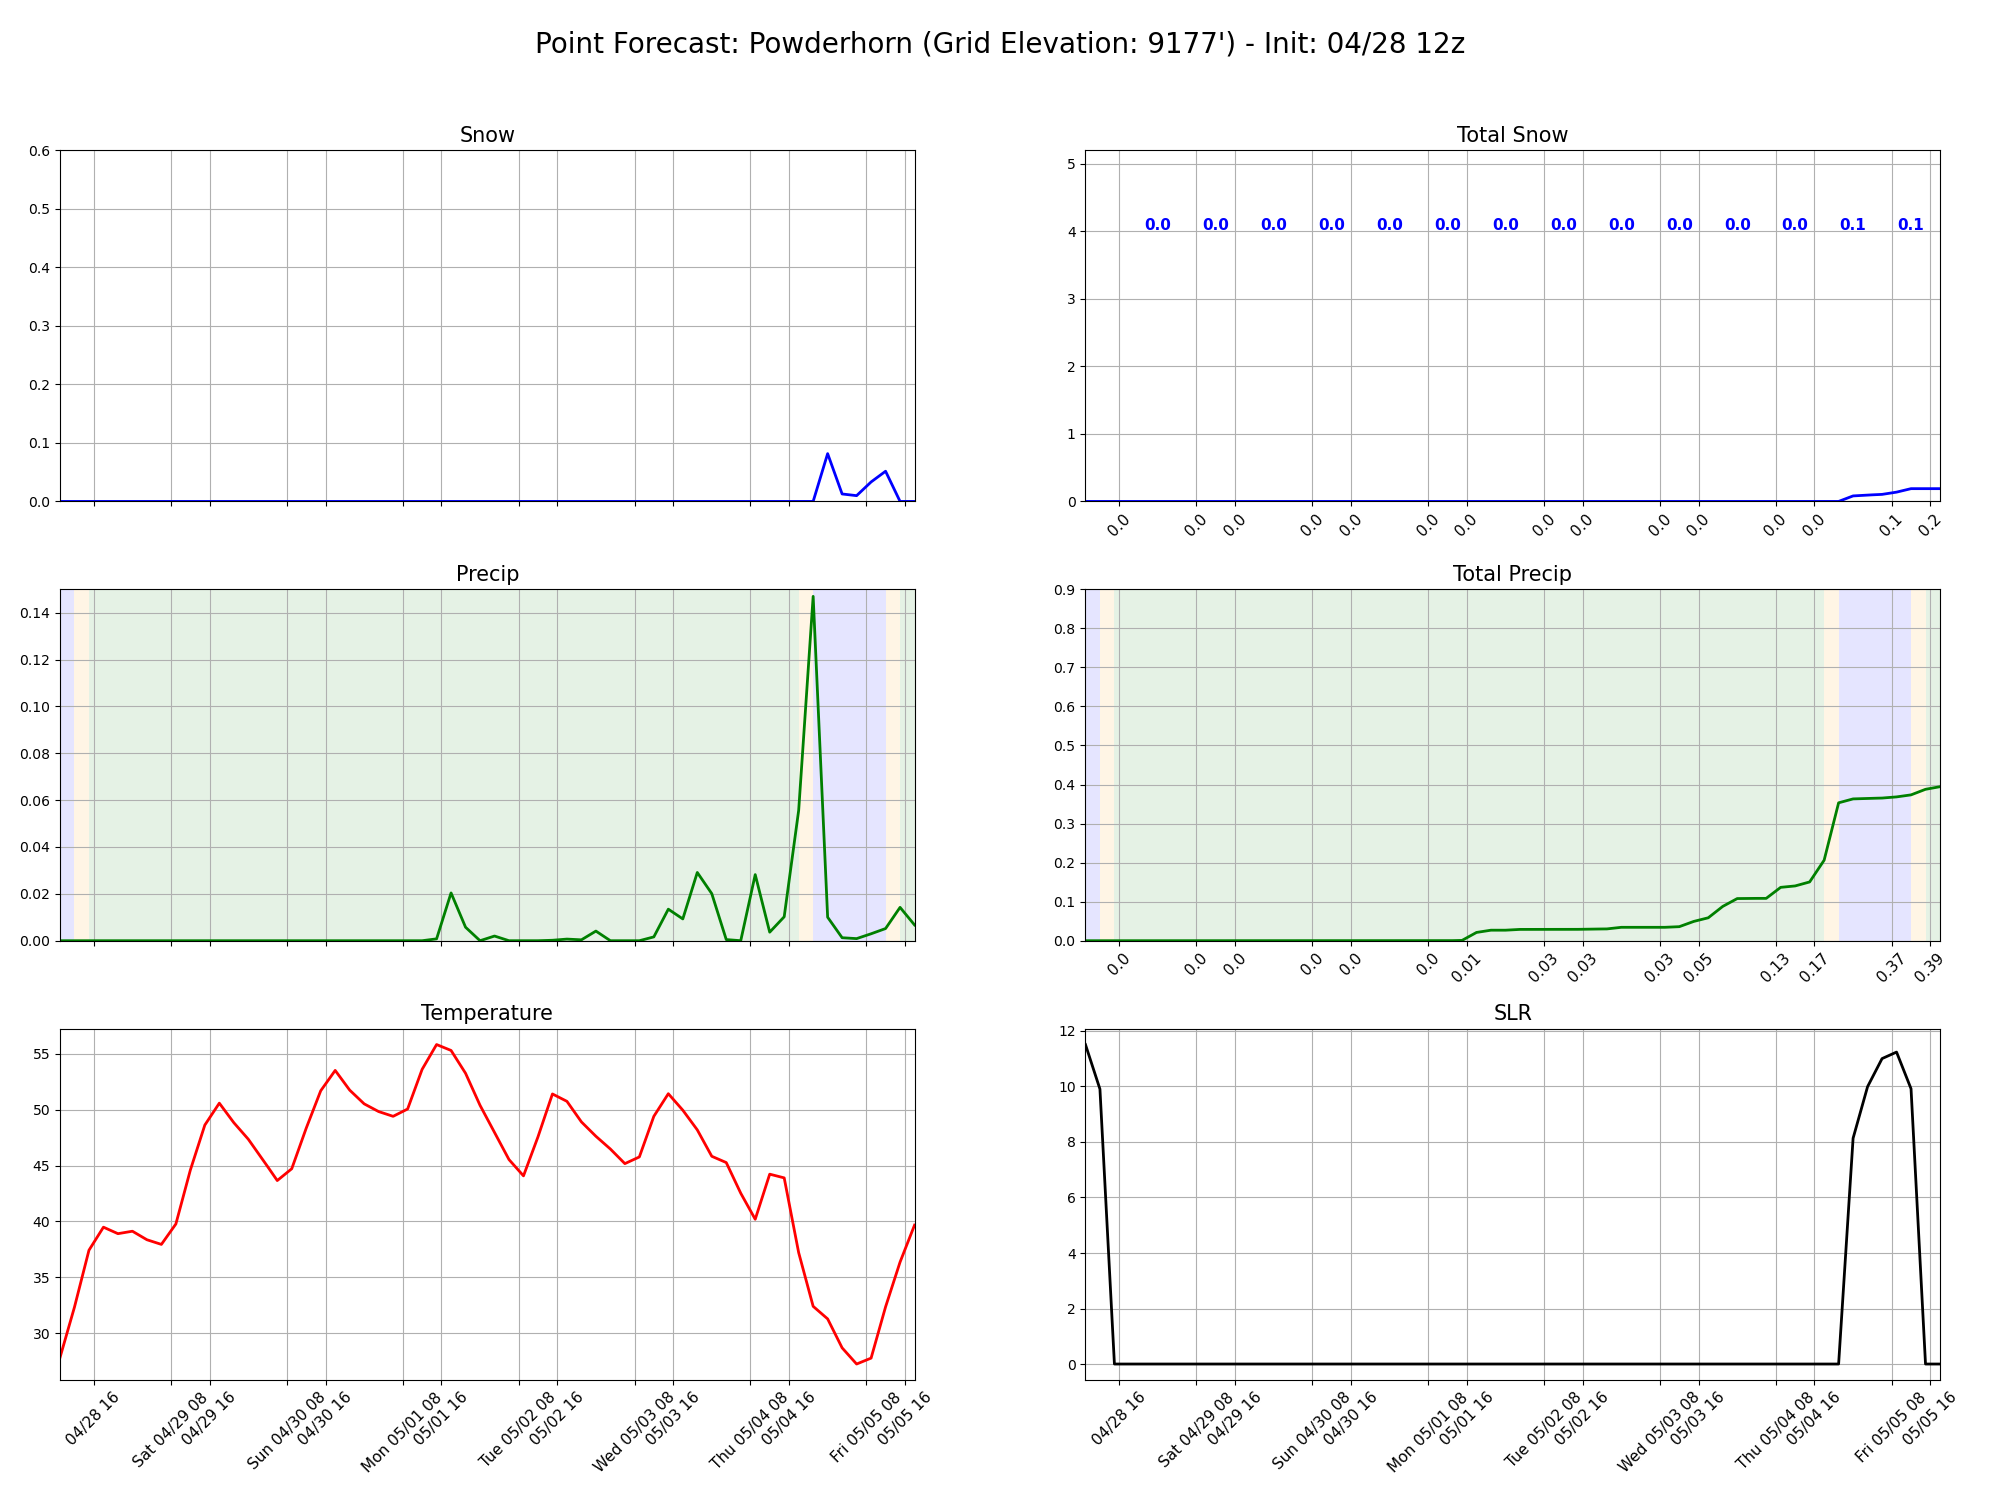 Point Forecast: Powderhorn (Grid Elevation: 9177') - Init: 04/28 12z
Snow
0.6
0.5
0.4
0.3
0.2
0.1
0.0
Total Snow
5
4
3
2
1
0
0.0 0.0 0.0 0.0 0.0 0.0 0.0 0.0 0.0 0.0 0.0 0.0 0.1 0.1
0.0 0.0 0.0 0.0 0.0 0.0 0.0 0.0 0.0 0.0 0.0 0.0 0.0 0.1 0.2
Precip
0.14
0.12
0.10
0.08
0.06
0.04
0.02
0.00
Total Precip
0.9
0.8
0.7
0.6
0.5
0.4
0.3
0.2
0.1
0.0
0.0 0.0 0.0 0.0 0.0 0.0 0.01 0.03 0.03 0.03 0.05 0.13 0.17 0.37 0.39
Temperature
55
50
45
40
35
30
04/28 16
Sat 04/29 08
04/29 16
Sun 04/30 08
04/30 16
Mon 05/01 08
05/01 16
Tue 05/02 08
05/02 16
Wed 05/03 08
05/03 16
Thu 05/04 08
05/04 16
Fri 05/05 08
05/05 16
SLR
12
10
8
6
4
2
0
04/28 16
Sat 04/29 08
04/29 16
Sun 04/30 08
04/30 16
Mon 05/01 08
05/01 16
Tue 05/02 08
05/02 16
Wed 05/03 08
05/03 16
Thu 05/04 08
05/04 16
Fri 05/05 08
05/05 16